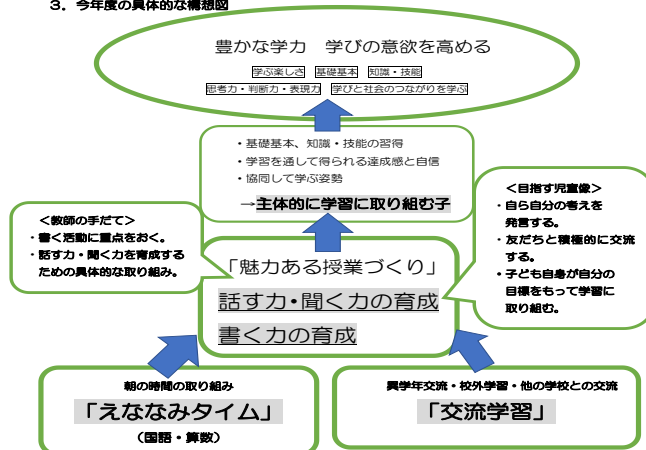 3．今年度の具体的な構想図
豊かな学力　学びの意欲を高める
学ぶ楽しさ　基礎基本　知識・技能
思考力・判断力・表現力　学びと社会のつながりを学ぶ
・基礎基本、知識・技能の習得
・学習を通して得られる達成感と自信
・協同して学ぶ姿勢
→主体的に学習に取り組む子
＜教師の手だて＞
・書く活動に重点をおく。
・話す力・聞く力を育成する
ための具体的な取り組み。
＜目指す児童像＞
・自ら自分の考えを
発言する。
・友だちと積極的に交流
する。
・子ども自身が自分の
目標をもって学習に
取り組む。
「魅力ある授業づくり」
話す力・聞く力の育成
書く力の育成
朝の時間の取り組み
「えななみタイム」
（国語・算数）
異学年交流・校外学習・他の学校との交流
「交流学習」